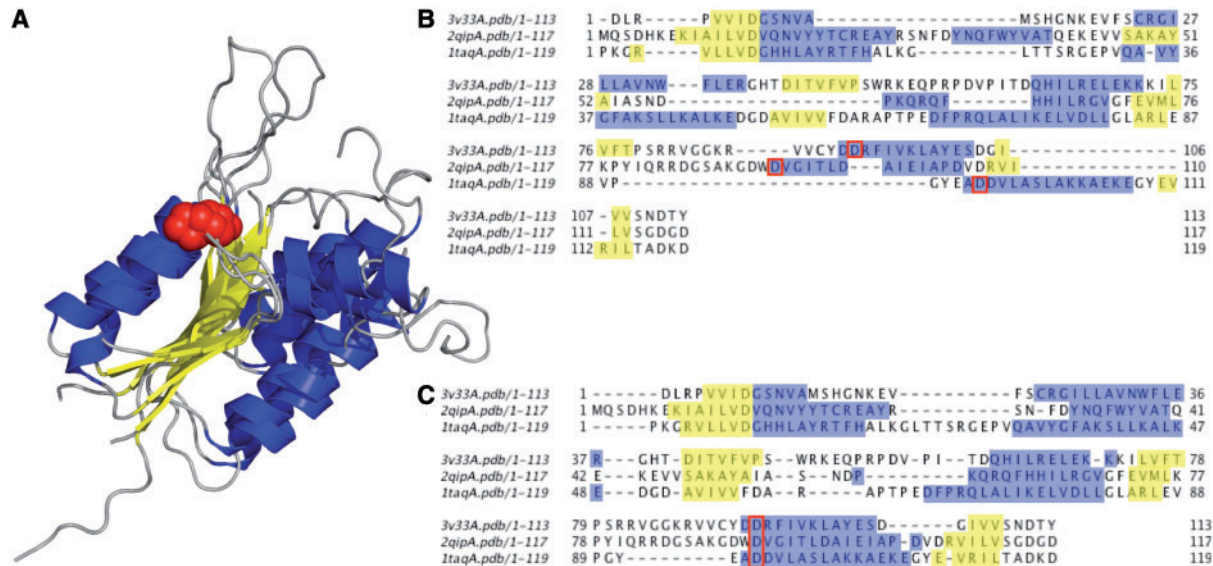 A
B
3v33A.pdb/1-113 1 ------DLR-----PVVIDGSNVA-----------------MSHGNKEVFSCRGI 27
2qipA.pdb/1-117 1 MQSDHKEKIAILVDVQNVYYTCREAYRSNFDYNQFWYVATQEKEVVSAKAY 51
1taqA.pdb/1-119 1 PKGR-----VLLVDGHHLAYRTFHALKG------LTTSRGEPVQA-VY 36
3v33A.pdb/1-113 28 LLAVNW---FLERGHTDITVFVPSWRKEQPRPDVPITDQHILRELEKKKIL 75
2qipA.pdb/1-117 52 AIASND----------------PKQRQF------HHILRGVGFEVML 76
1taqA.pdb/1-119 37 GFAKSLLKALKEDGDAVIVVFDARAPTPEDFPRQLALIKELVDLLGLARLE 87
3v33A.pdb/1-113 76 VFTPSRRVGGKR-----VVCYDDRFIVKLAYESDGI---------- 106
2qipA.pdb/1-117 77 KPYIQRRDGSAKGDWDVGITLD---AIEIAPDVDRVI--------- 110
1taqA.pdb/1-119 88 VP--------------------------GYEADDVLASLAKKAEKEGYEV 111
3v33A.pdb/1-113 107 -VVSNDTY 113
2qipA.pdb/1-117 111 -LVSGDGD 117
1taqA.pdb/1-119 112 RILTADKD 119
C
3v33A.pdb/1-113 1 -------DLRPVVIDGSNVAMSHGNKEV---------FSCRGILLAVNWFLE 36
2qipA.pdb/1-117 1 MQSDHKEKIAILVDVQNVYYTCREAYR----------SN-FDYNQFWYVATQ 41
1taqA.pdb/1-119 1 ------PKGRVLLVDGHHLAYRTFHALKGLTTSRGEPVQAVYGFAKSLLKALK 47
3v33A.pdb/1-113 37 R---GHT-DITVFVPS--WRKEQPRPDV-PI--TDQHILRELEK-KKILVFT 78
2qipA.pdb/1-117 42 E--KEVVSAKAYAIA--S--NDP--------KQRQFHHILRGVGFEVMLK 77
1taqA.pdb/1-119 48 E---DGD-AVIVVFDA--R-----APTPEDFPRQLALIKELVDLLGLARLEV 88
3v33A.pdb/1-113 79 PSRRVGGKRVVCYDDRFIVKLAYESD-------GIVVSNDTY 113
2qipA.pdb/1-117 78 PYIQRRDGSAKGDWDVGITLDAIEIAP-DVDRVILVSGDGD 117
1taqA.pdb/1-119 89 PGY--------EADDVLASLAKKAEKEGYE-VRILTADKD 119